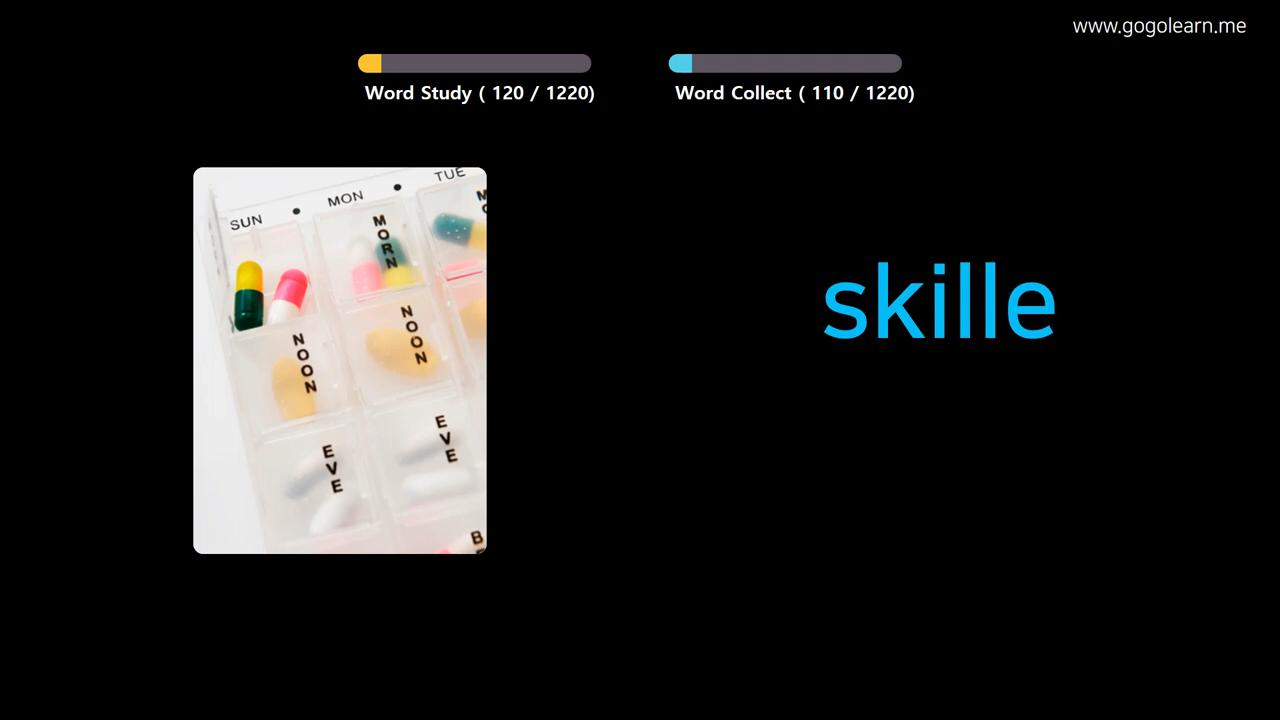 www.gogolearn.me
Word Study ( 120 / 1220)
Word Collect ( 110 / 1220)
SUN • MON • TUE
MORN
NOON
NOON
EVE
EVE
skille